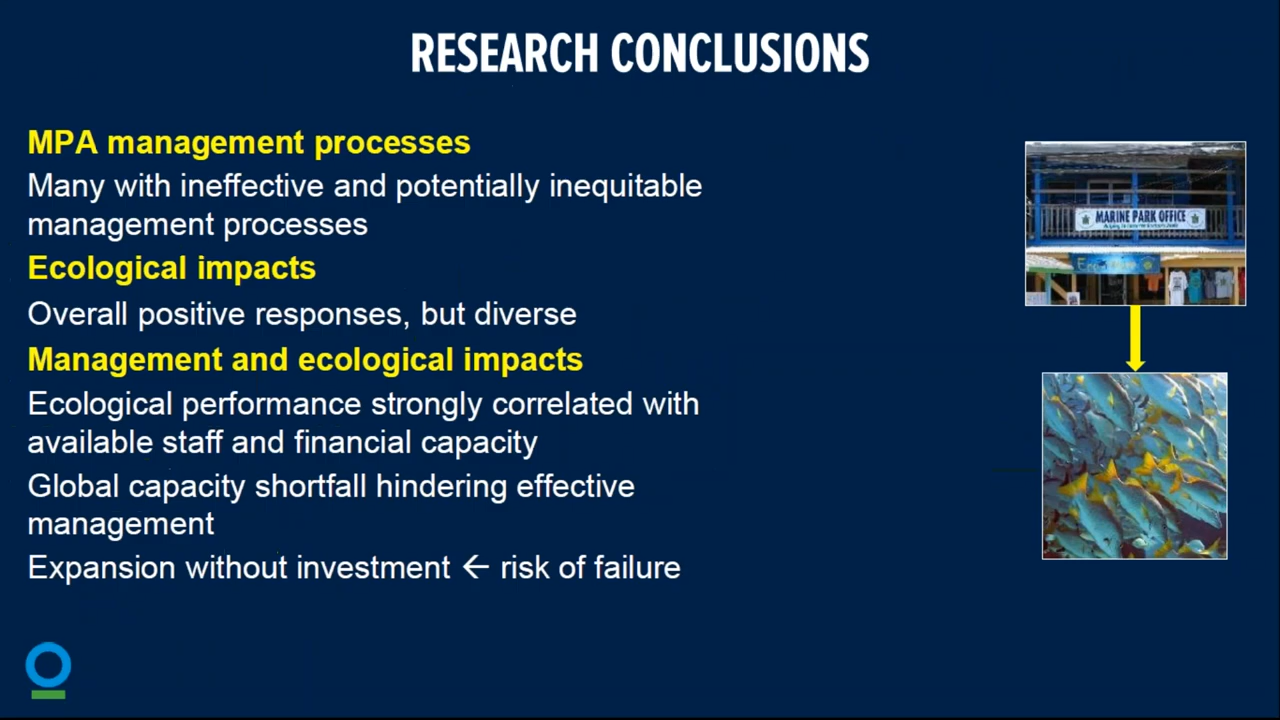 RESEARCH CONCLUSIONS
MPA management processes
Many with ineffective and potentially inequitable
management processes
Ecological impacts
Overall positive responses, but diverse
Management and ecological impacts
Ecological performance strongly correlated with
available staff and financial capacity
Global capacity shortfall hindering effective
management
Expansion without investment ← risk of failure
MARINE PARK OFFICE